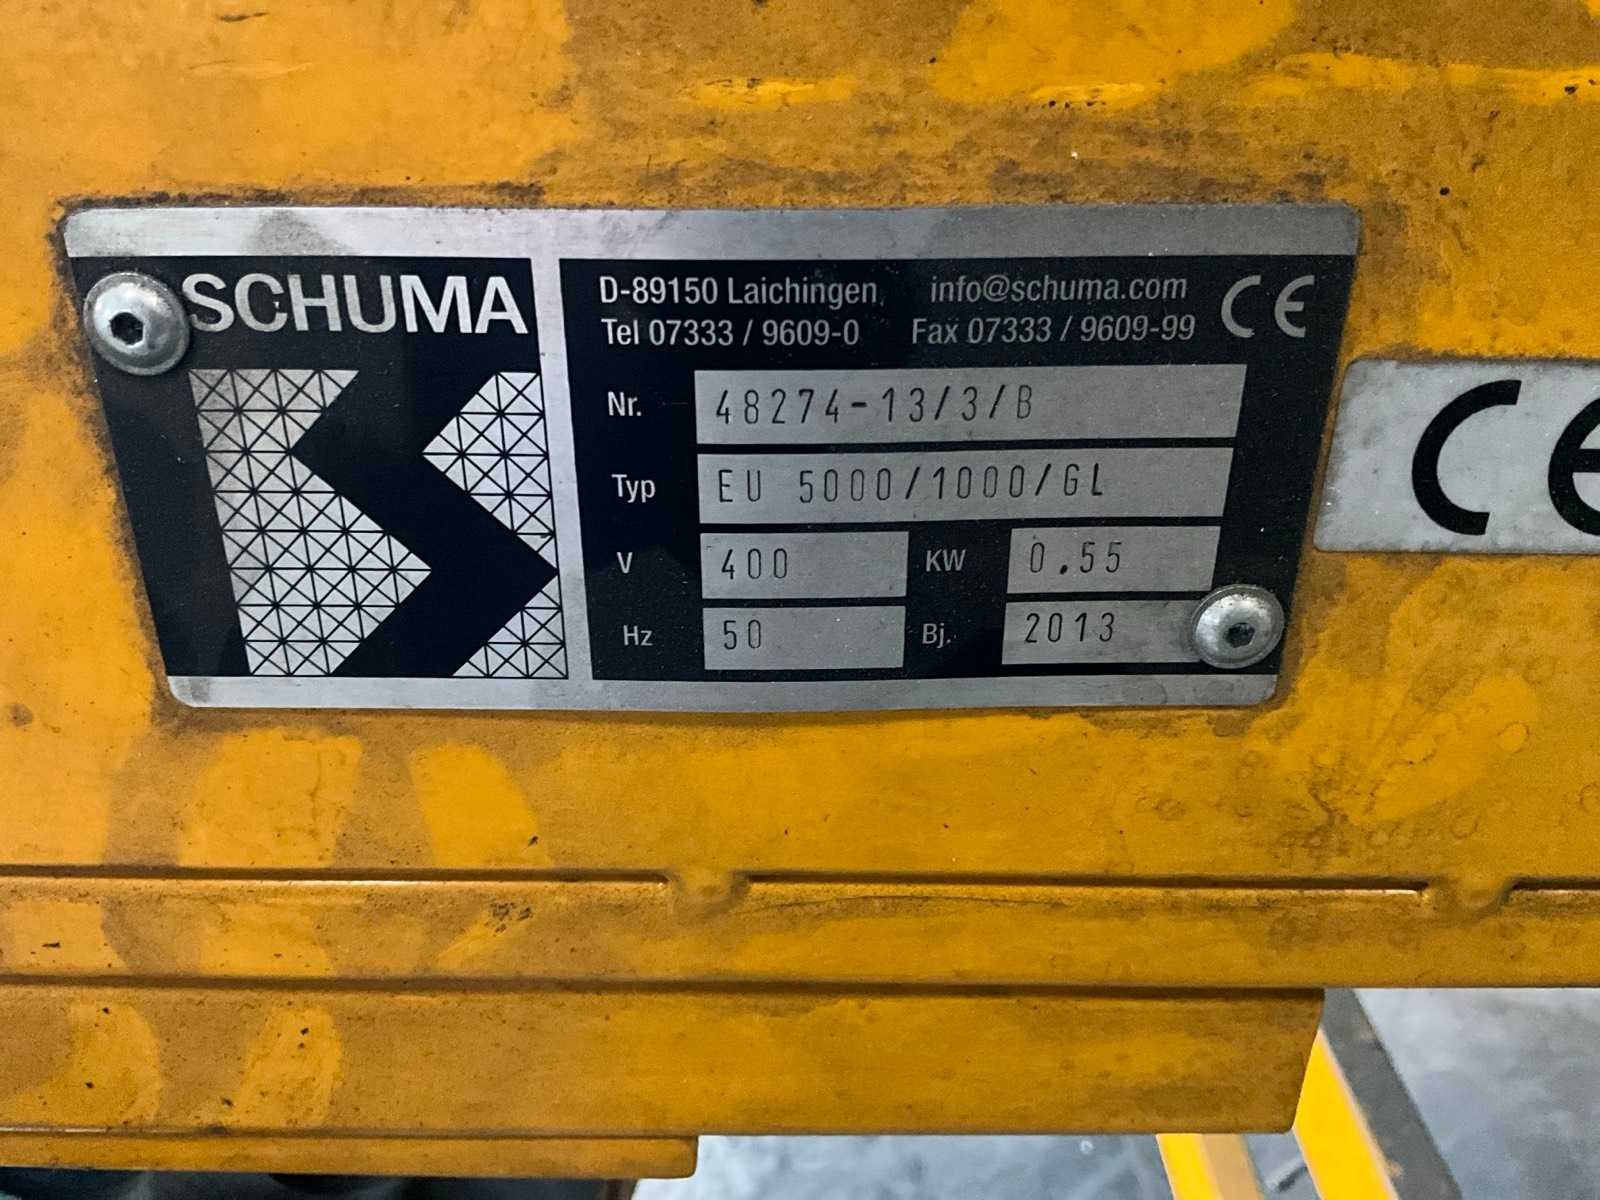 SCHUMA
D-89150 Laichingen, info@schuma.com
Tel 07333 / 9609-0 Fax 07333 / 9609-99 CE
Nr. 48274-13/3/B
Typ EU 5000/1000/GL
V 400 KW 0.55
Hz 50 Bj. 2013
CE